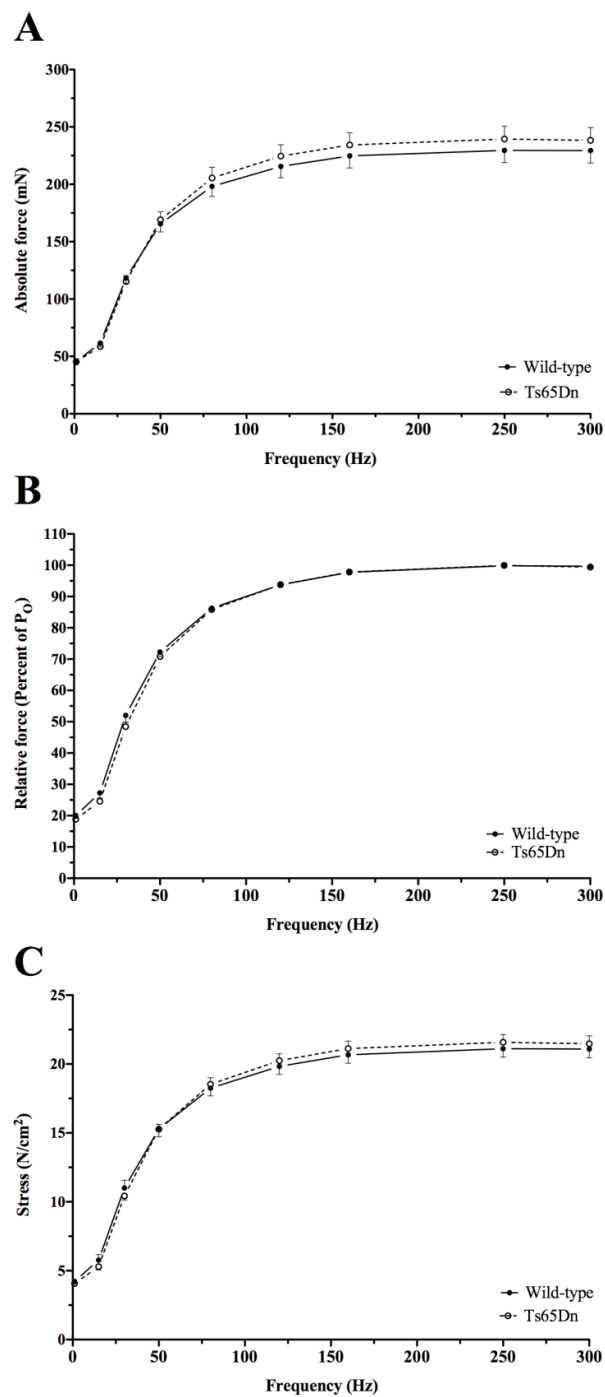 A
300
250
200
150
100
50
0
Absolute force (mN)
Wild-type
Ts65Dn
0 50 100 150 200 250 300
Frequency (Hz)
B
110
100
90
80
70
60
50
40
30
20
10
0
Relative force (Percent of PO)
Wild-type
Ts65Dn
0 50 100 150 200 250 300
Frequency (Hz)
C
25
20
15
10
5
0
Stress (N/cm²)
Wild-type
Ts65Dn
0 50 100 150 200 250 300
Frequency (Hz)